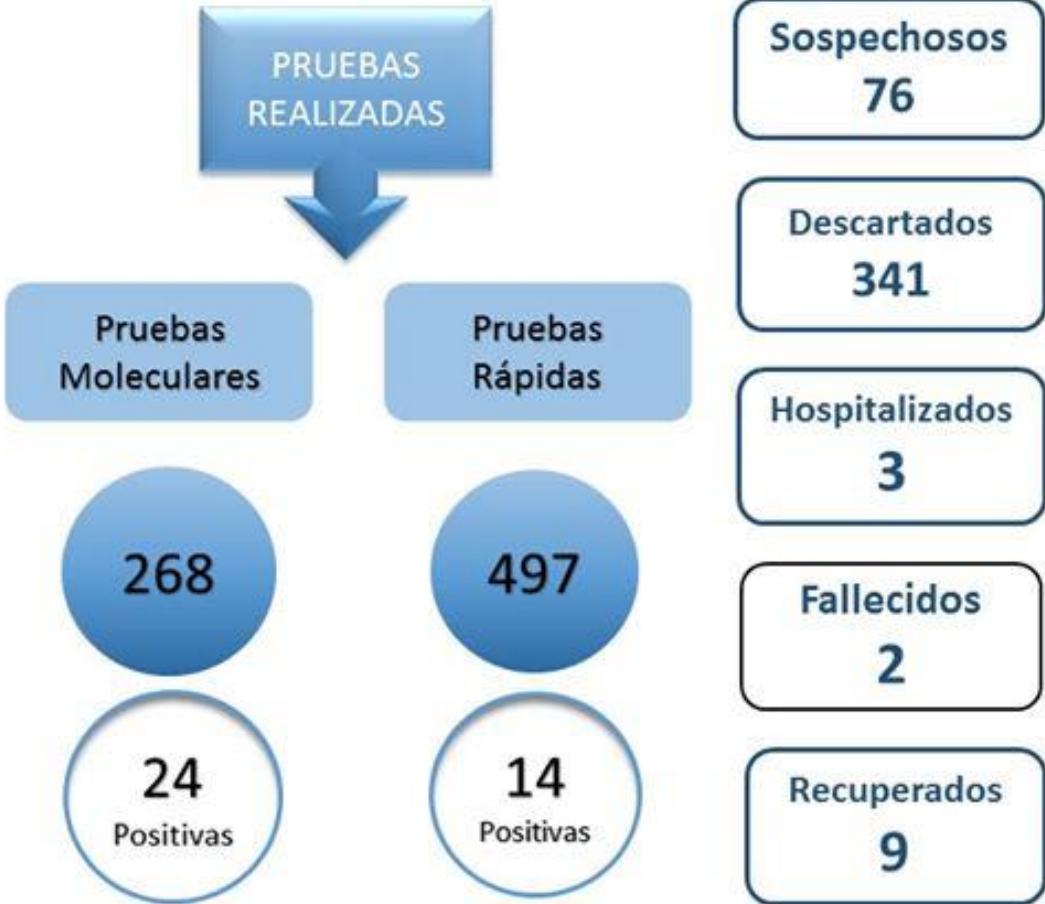 PRUEBAS
REALIZADAS
Pruebas
Moleculares
268
24
Positivas
Pruebas
Rápidas
497
14
Positivas
Sospechosos
76
Descartados
341
Hospitalizados
3
Fallecidos
2
Recuperados
9